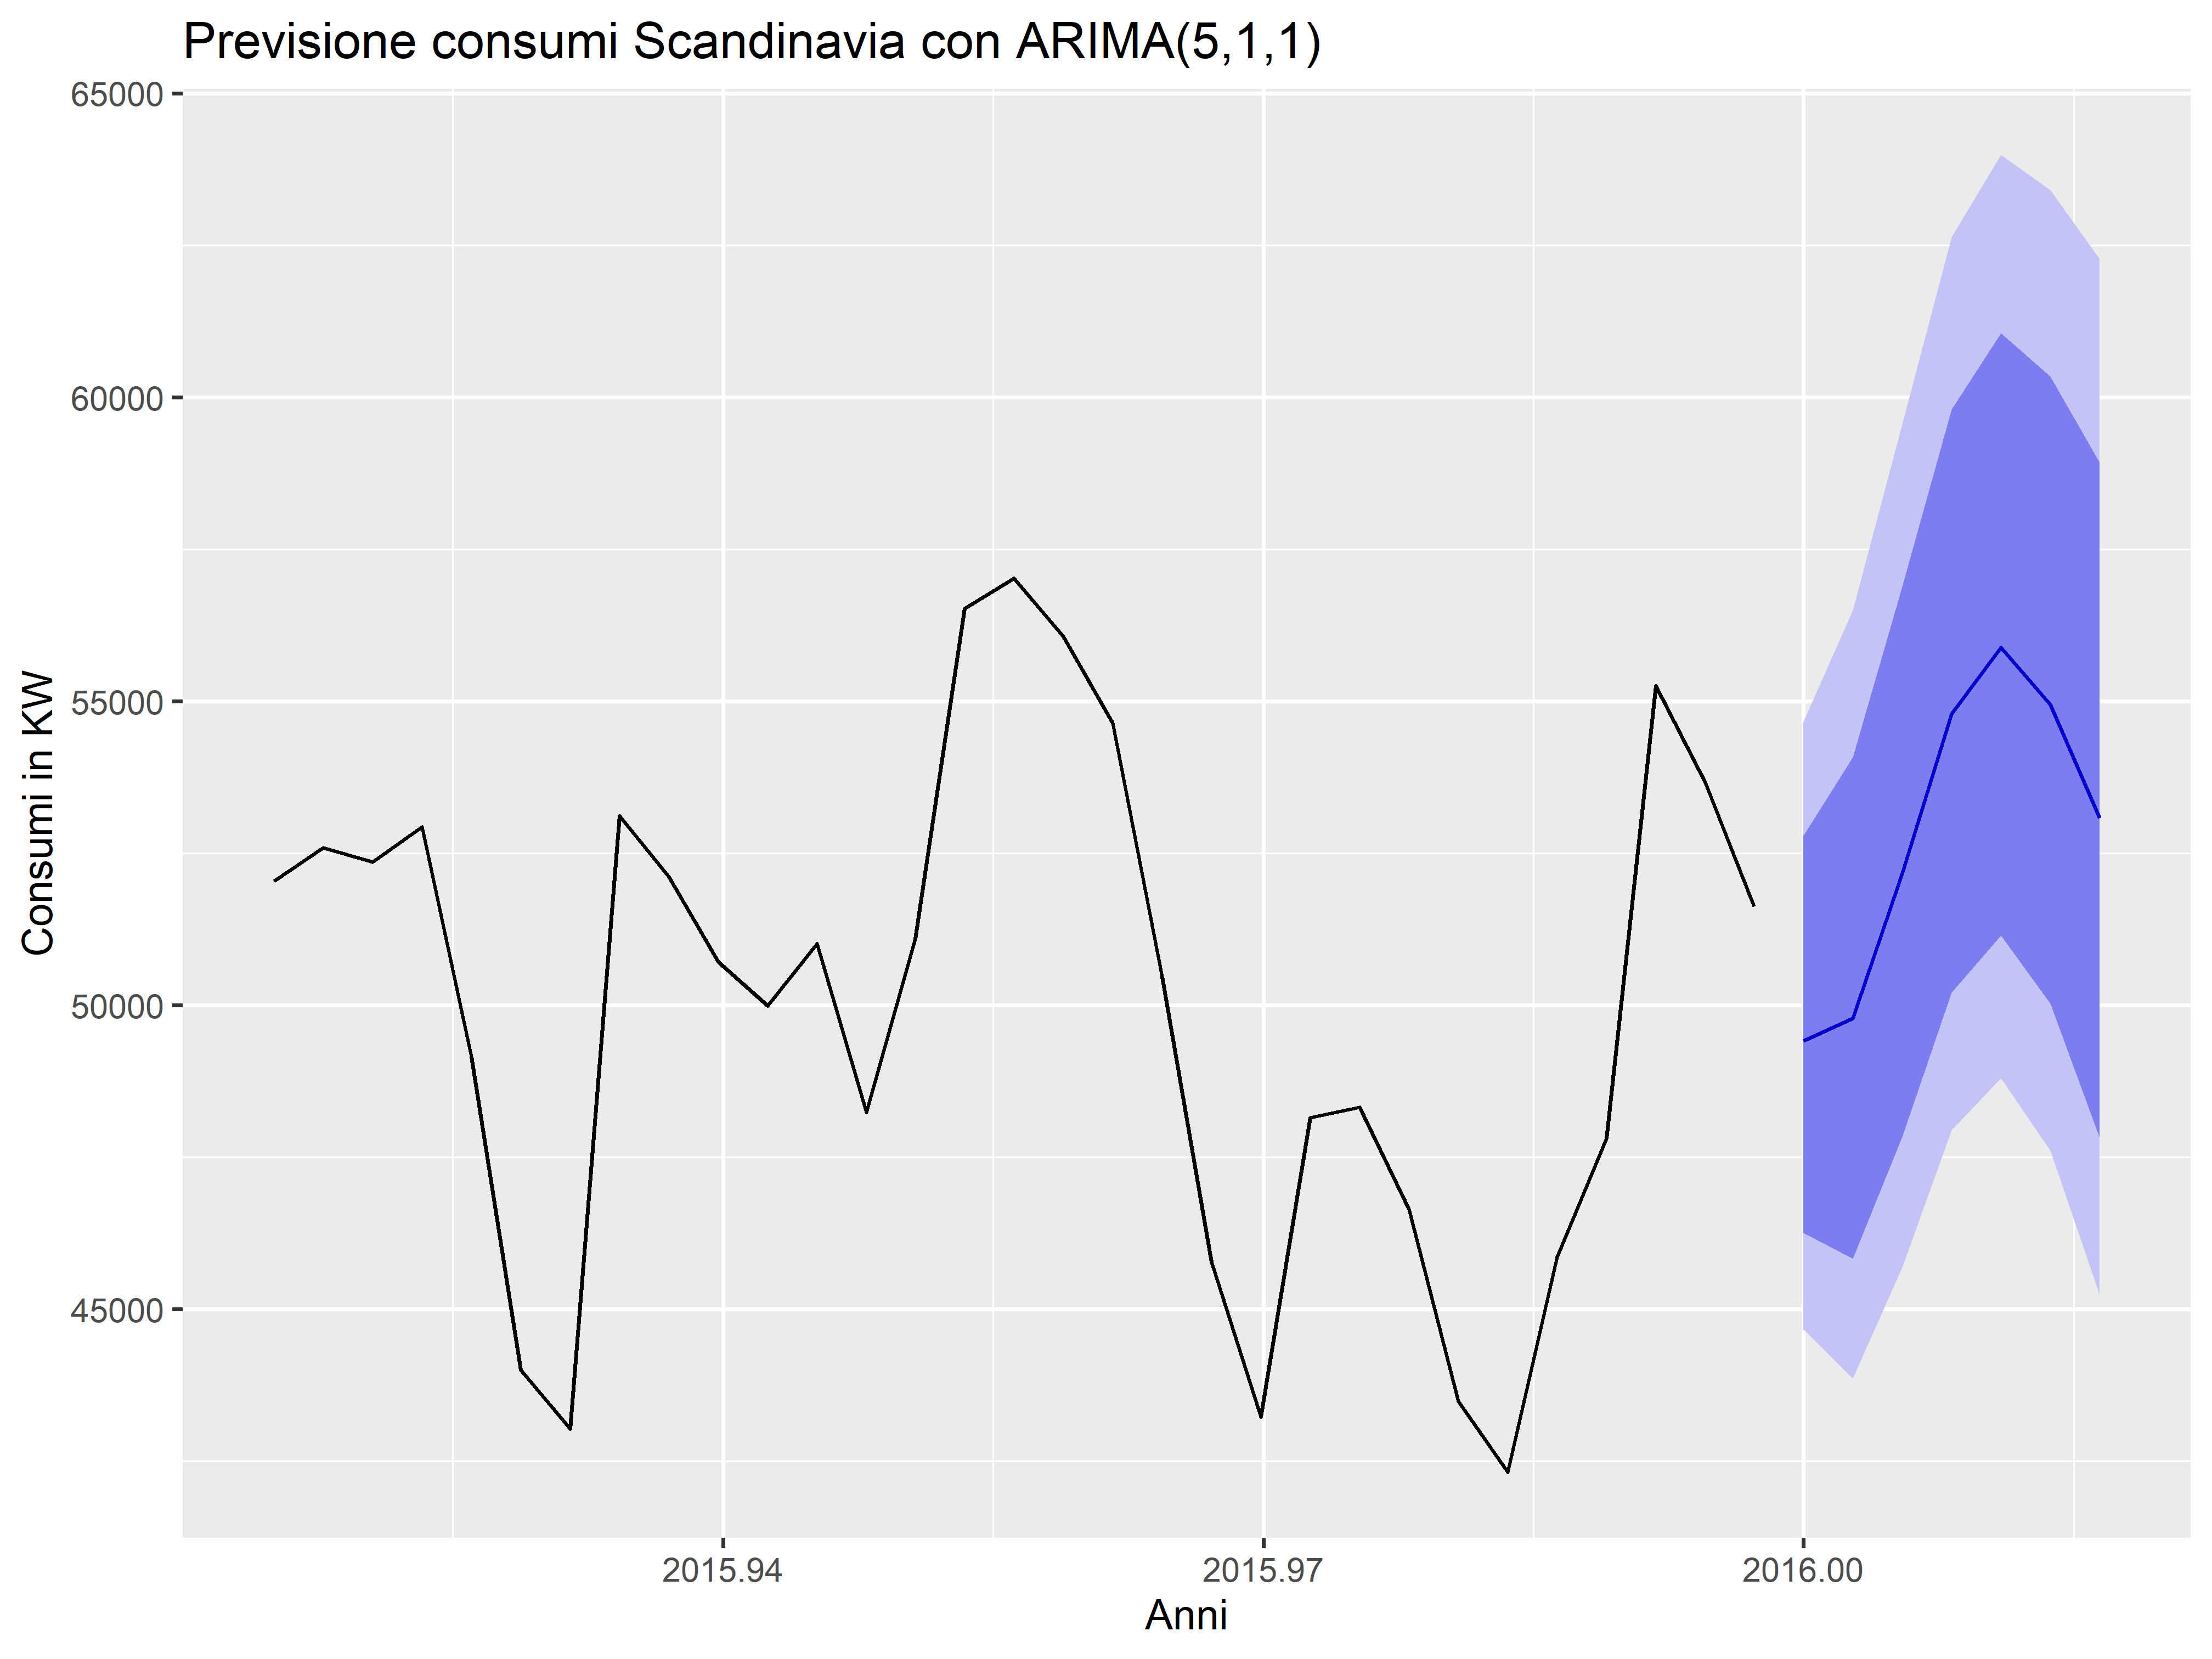 Previsione consumi Scandinavia con ARIMA(5,1,1)
65000
60000
55000
50000
45000
Consumi in KW
2015.94
2015.97
2016.00
Anni